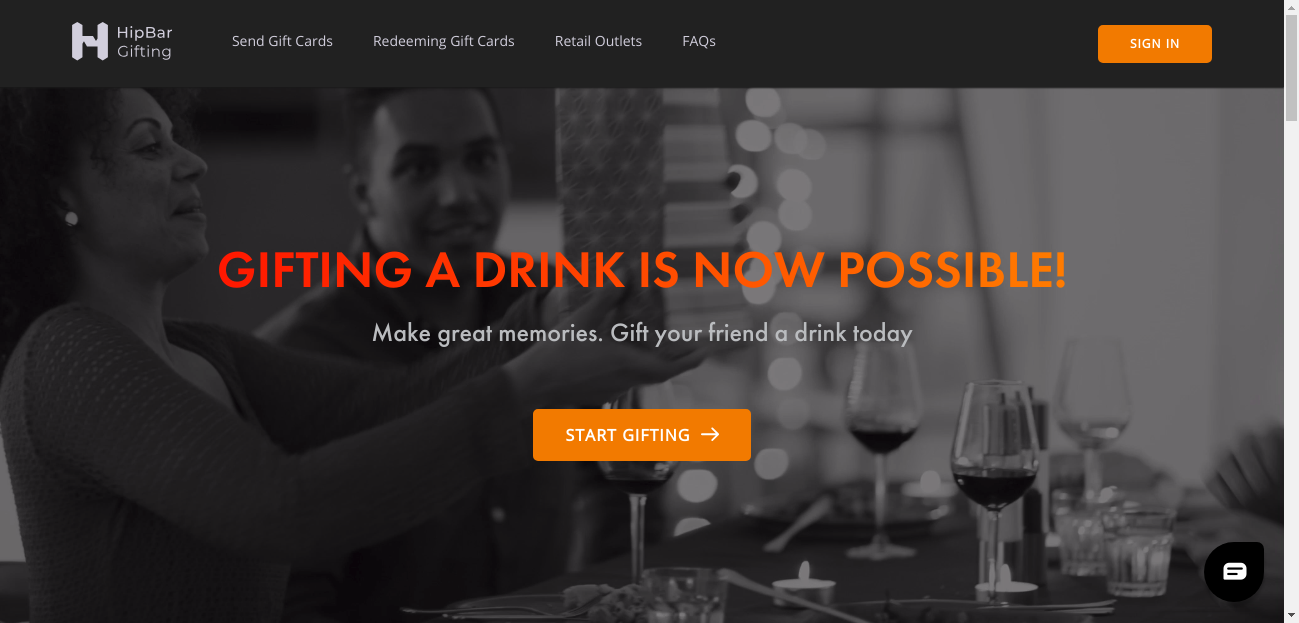 HipBar
Gifting
Send Gift Cards
Redeeming Gift Cards
Retail Outlets
FAQs
SIGN IN
GIFTING A DRINK IS NOW POSSIBLE!
Make great memories. Gift your friend a drink today
START GIFTING →